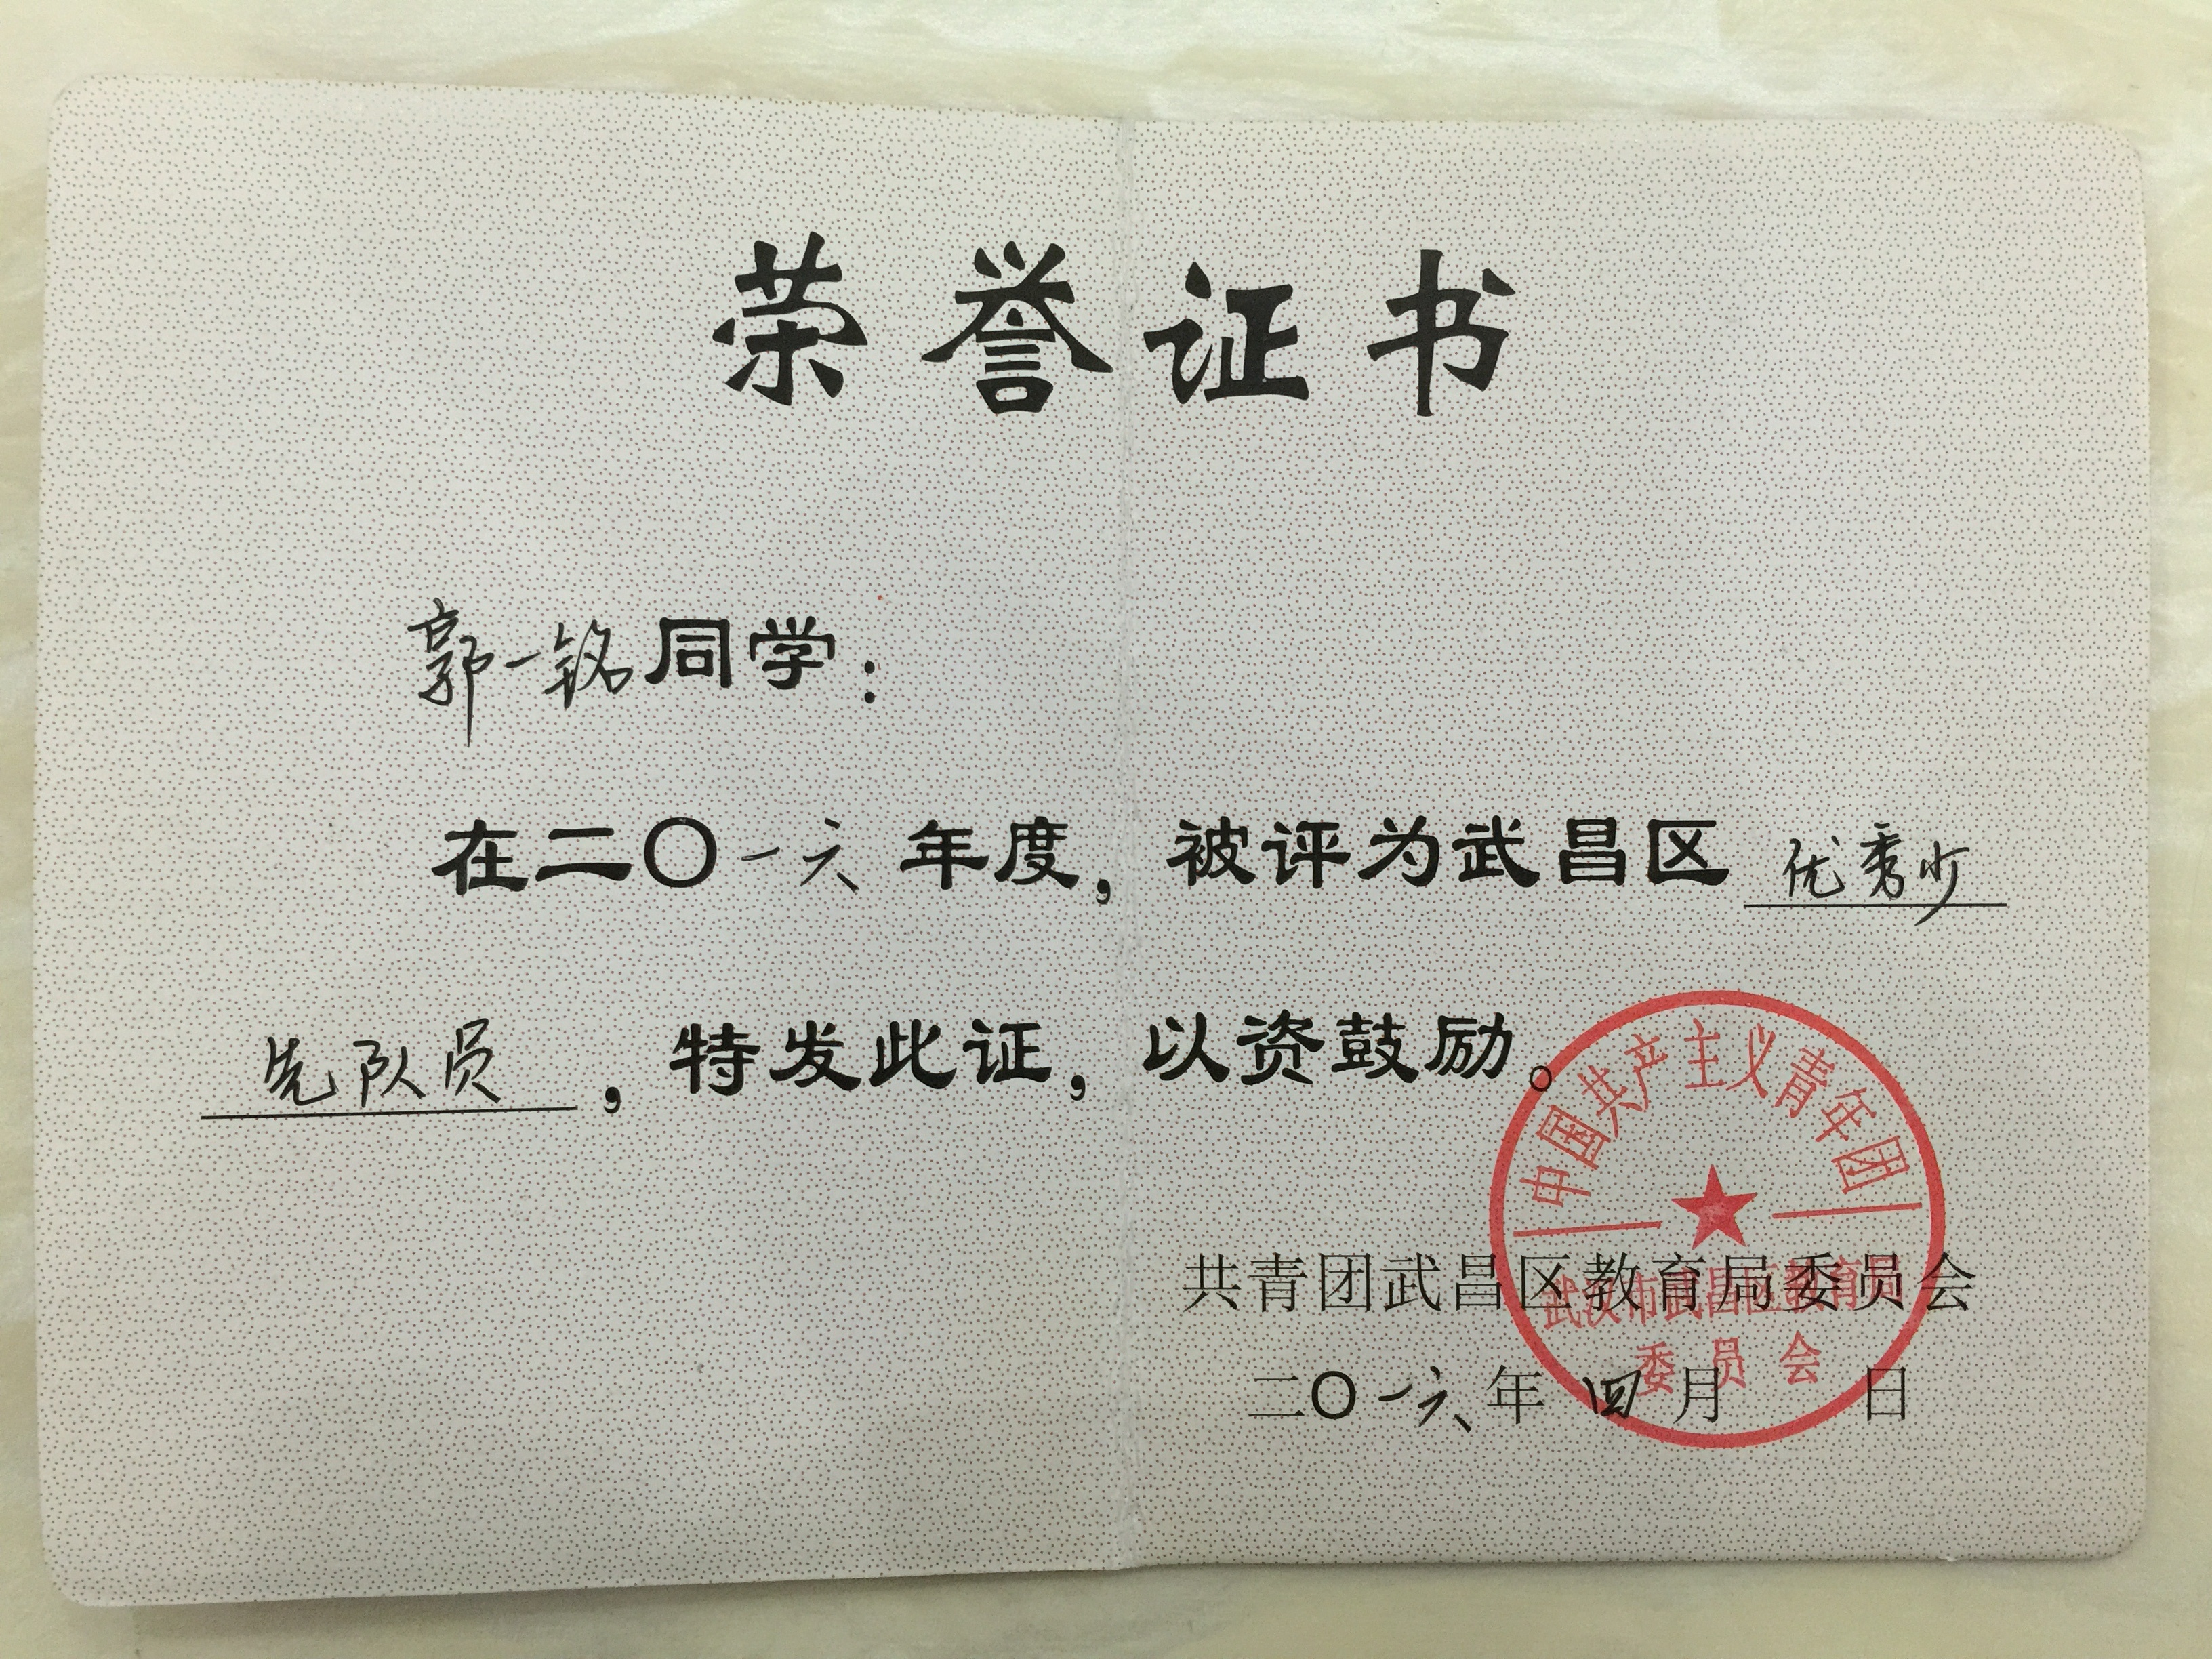 荣誉证书
郭一铭同学：
在二〇一六年度，被评为武昌区优秀少
先队员，特发此证，以资鼓励。
中国共产主义青年团
共青团武昌区教育局委员会
武汉市武昌区教育局
委员会
二〇一六年四月 日